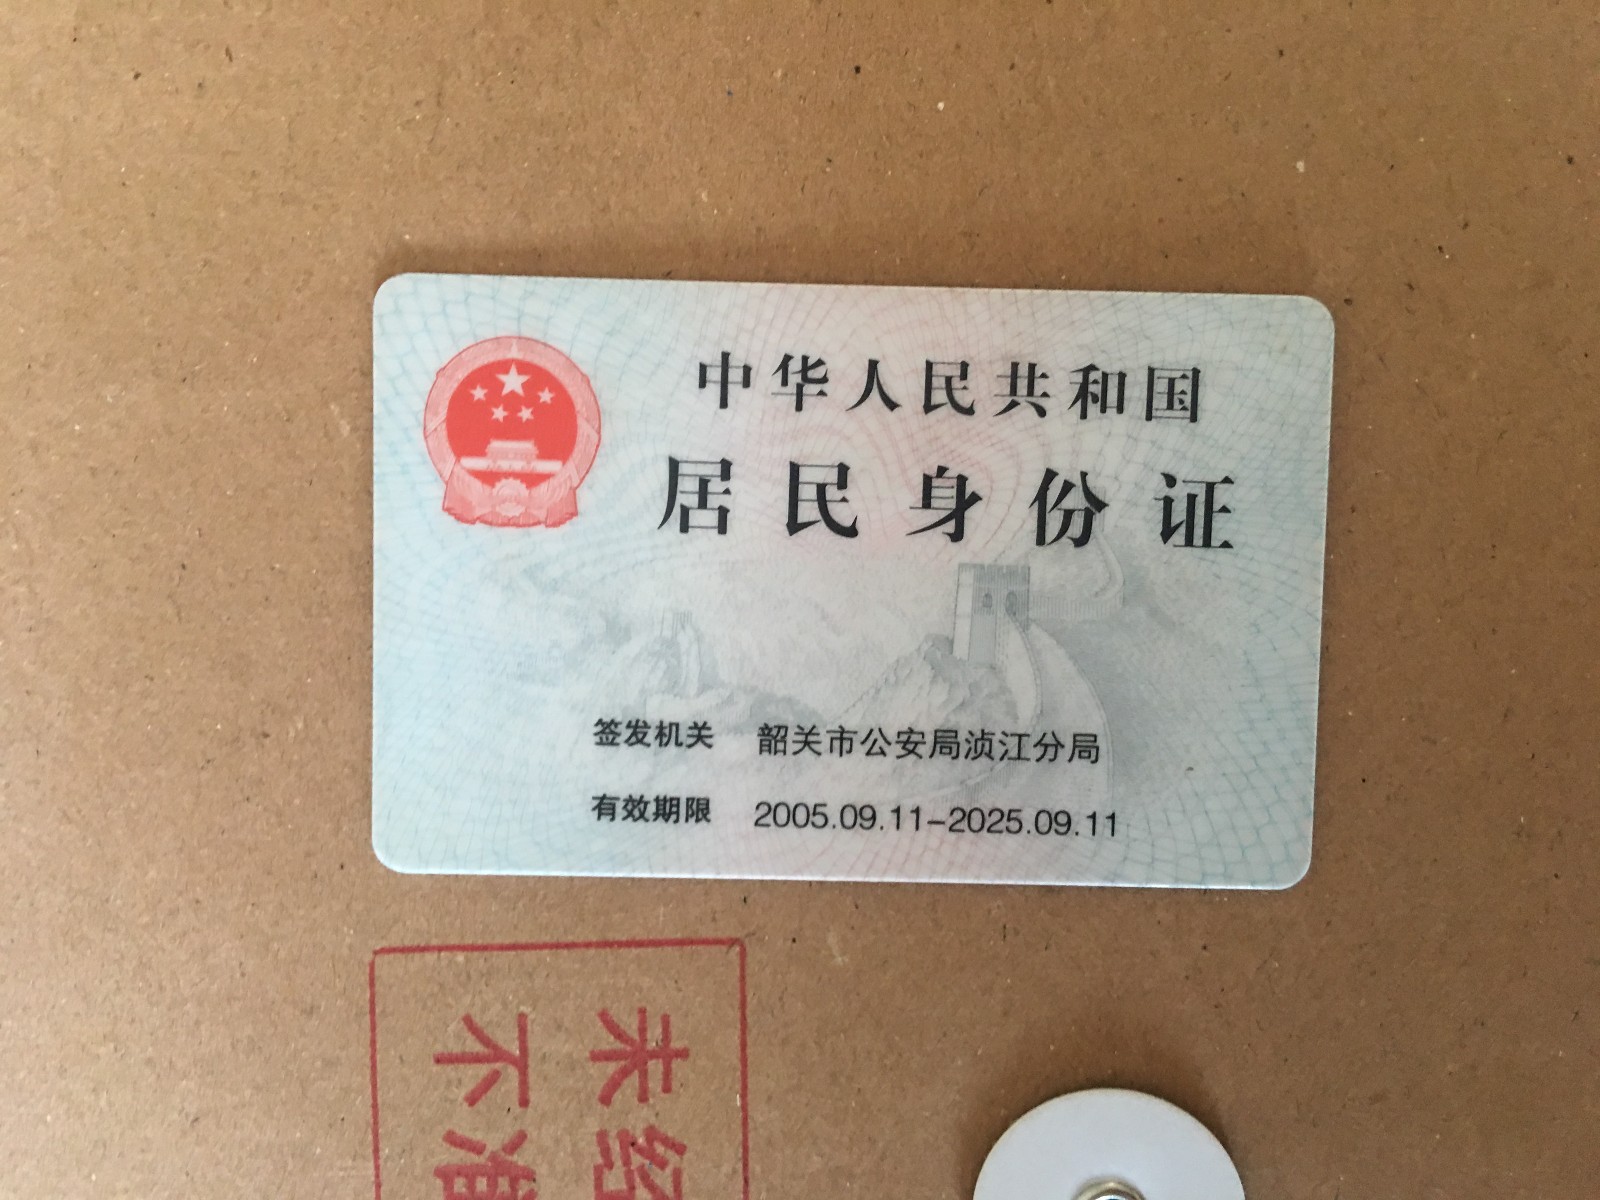 中华人民共和国
居民身份证
签发机关 韶关市公安局浈江分局
有效期限 2005.09.11-2025.09.11
未经
不准